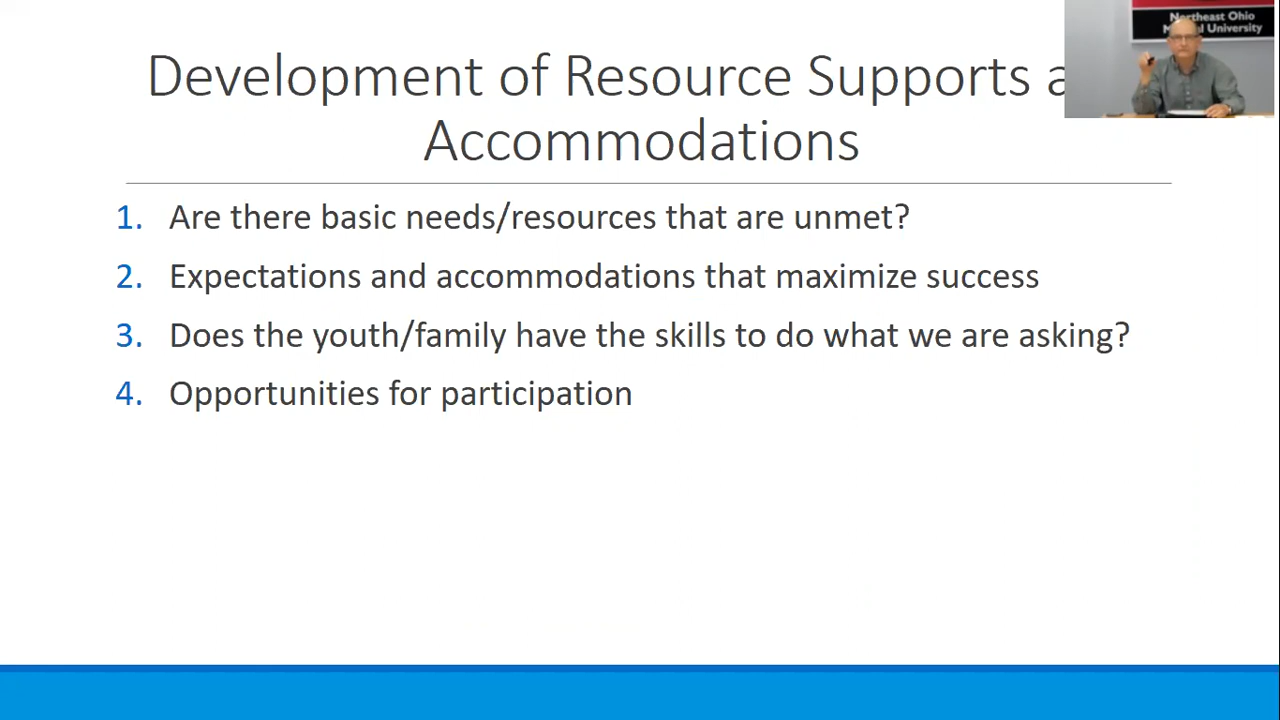 Northeast Ohio
University
Development of Resource Supports
Accommodations
1. Are there basic needs/resources that are unmet?
2. Expectations and accommodations that maximize success
3. Does the youth/family have the skills to do what we are asking?
4. Opportunities for participation